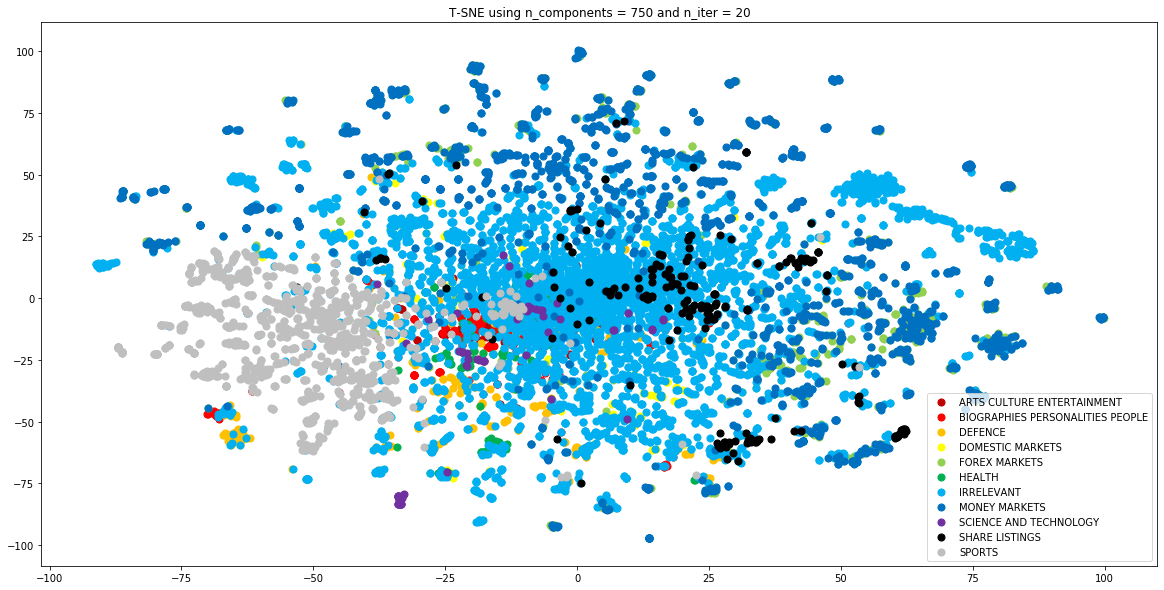 T-SNE using n_components = 750 and n_iter = 20
100
75
50
25
0
−25
−50
−75
−100
−100
−75
−50
−25
0
25
50
75
100
ARTS CULTURE ENTERTAINMENT
BIOGRAPHIES PERSONALITIES PEOPLE
DEFENCE
DOMESTIC MARKETS
FOREX MARKETS
HEALTH
IRRELEVANT
MONEY MARKETS
SCIENCE AND TECHNOLOGY
SHARE LISTINGS
SPORTS